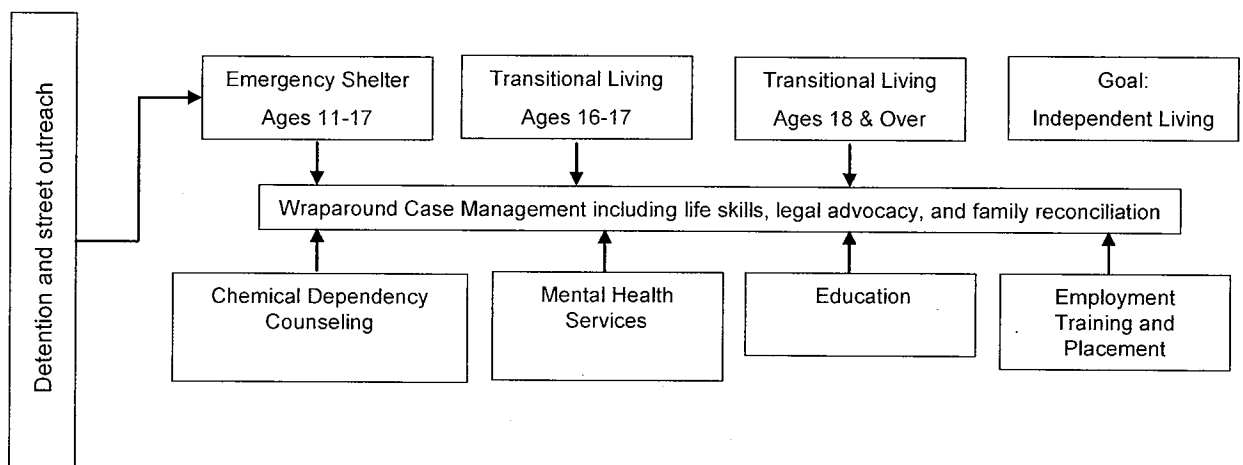 Detention and street outreach
Emergency Shelter
Ages 11-17
Transitional Living
Ages 16-17
Transitional Living
Ages 18 & Over
Goal:
Independent Living
Wraparound Case Management including life skills, legal advocacy, and family reconciliation
Chemical Dependency
Counseling
Mental Health
Services
Education
Employment
Training and
Placement